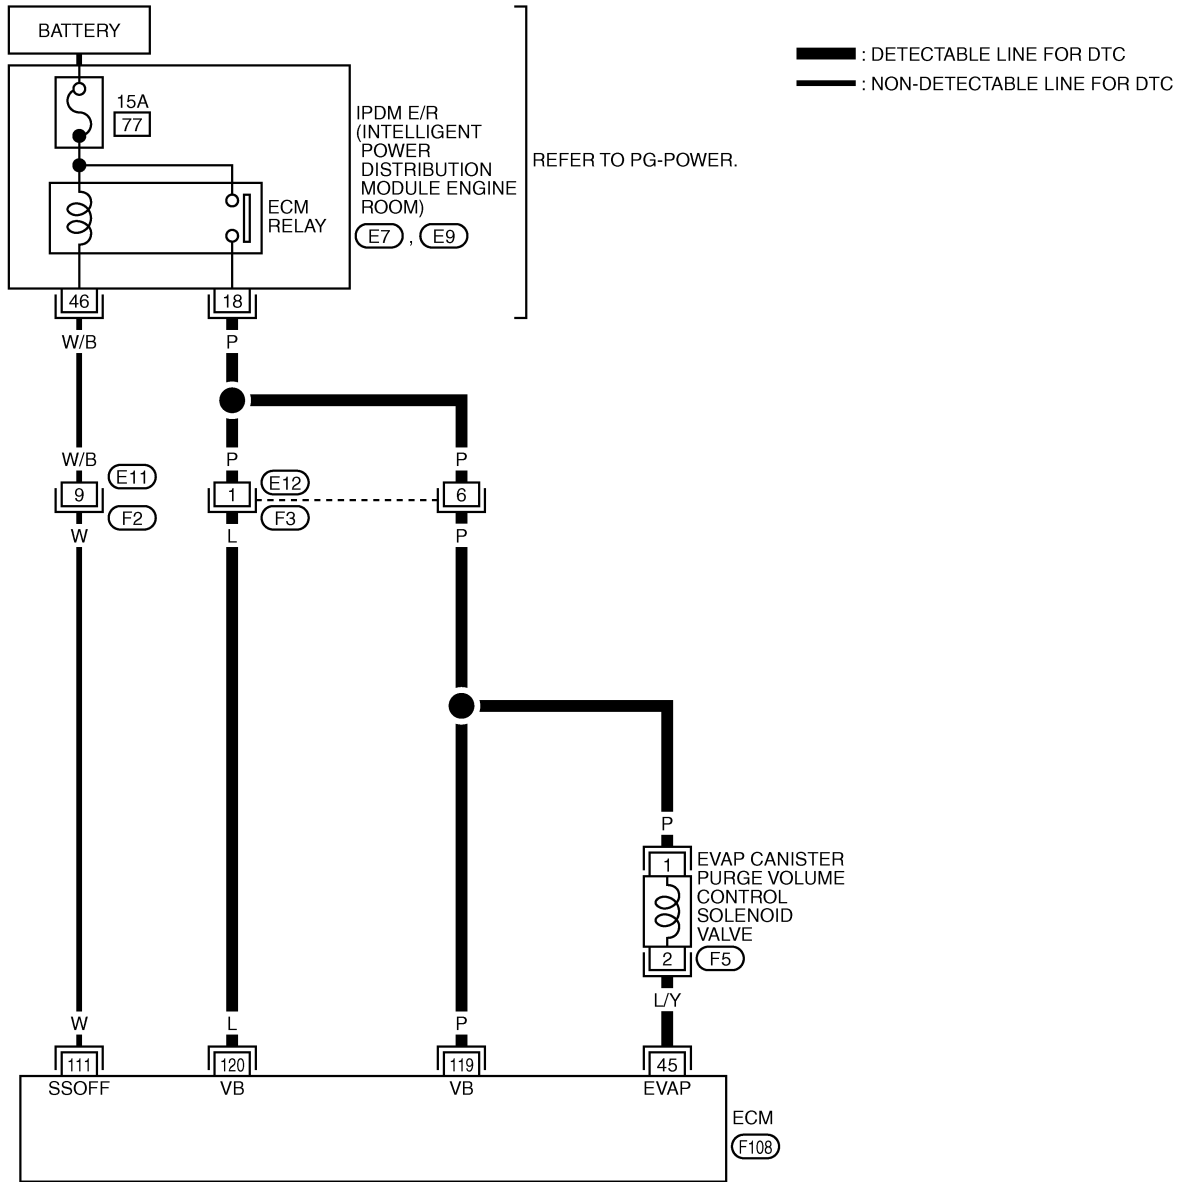 BATTERY
: DETECTABLE LINE FOR DTC
: NON-DETECTABLE LINE FOR DTC
15A
77
IPDM E/R
(INTELLIGENT
POWER
DISTRIBUTION
MODULE ENGINE
ROOM)
E7 , E9
REFER TO PG-POWER.
ECM
RELAY
46
18
W/B
P
W/B
P
P
E11
E12
9
1
6
F2
F3
W
L
P
P
1
EVAP CANISTER
PURGE VOLUME
CONTROL
SOLENOID
VALVE
2
F5
L/Y
W
L
P
111
120
119
45
SSOFF
VB
VB
EVAP
ECM
F108